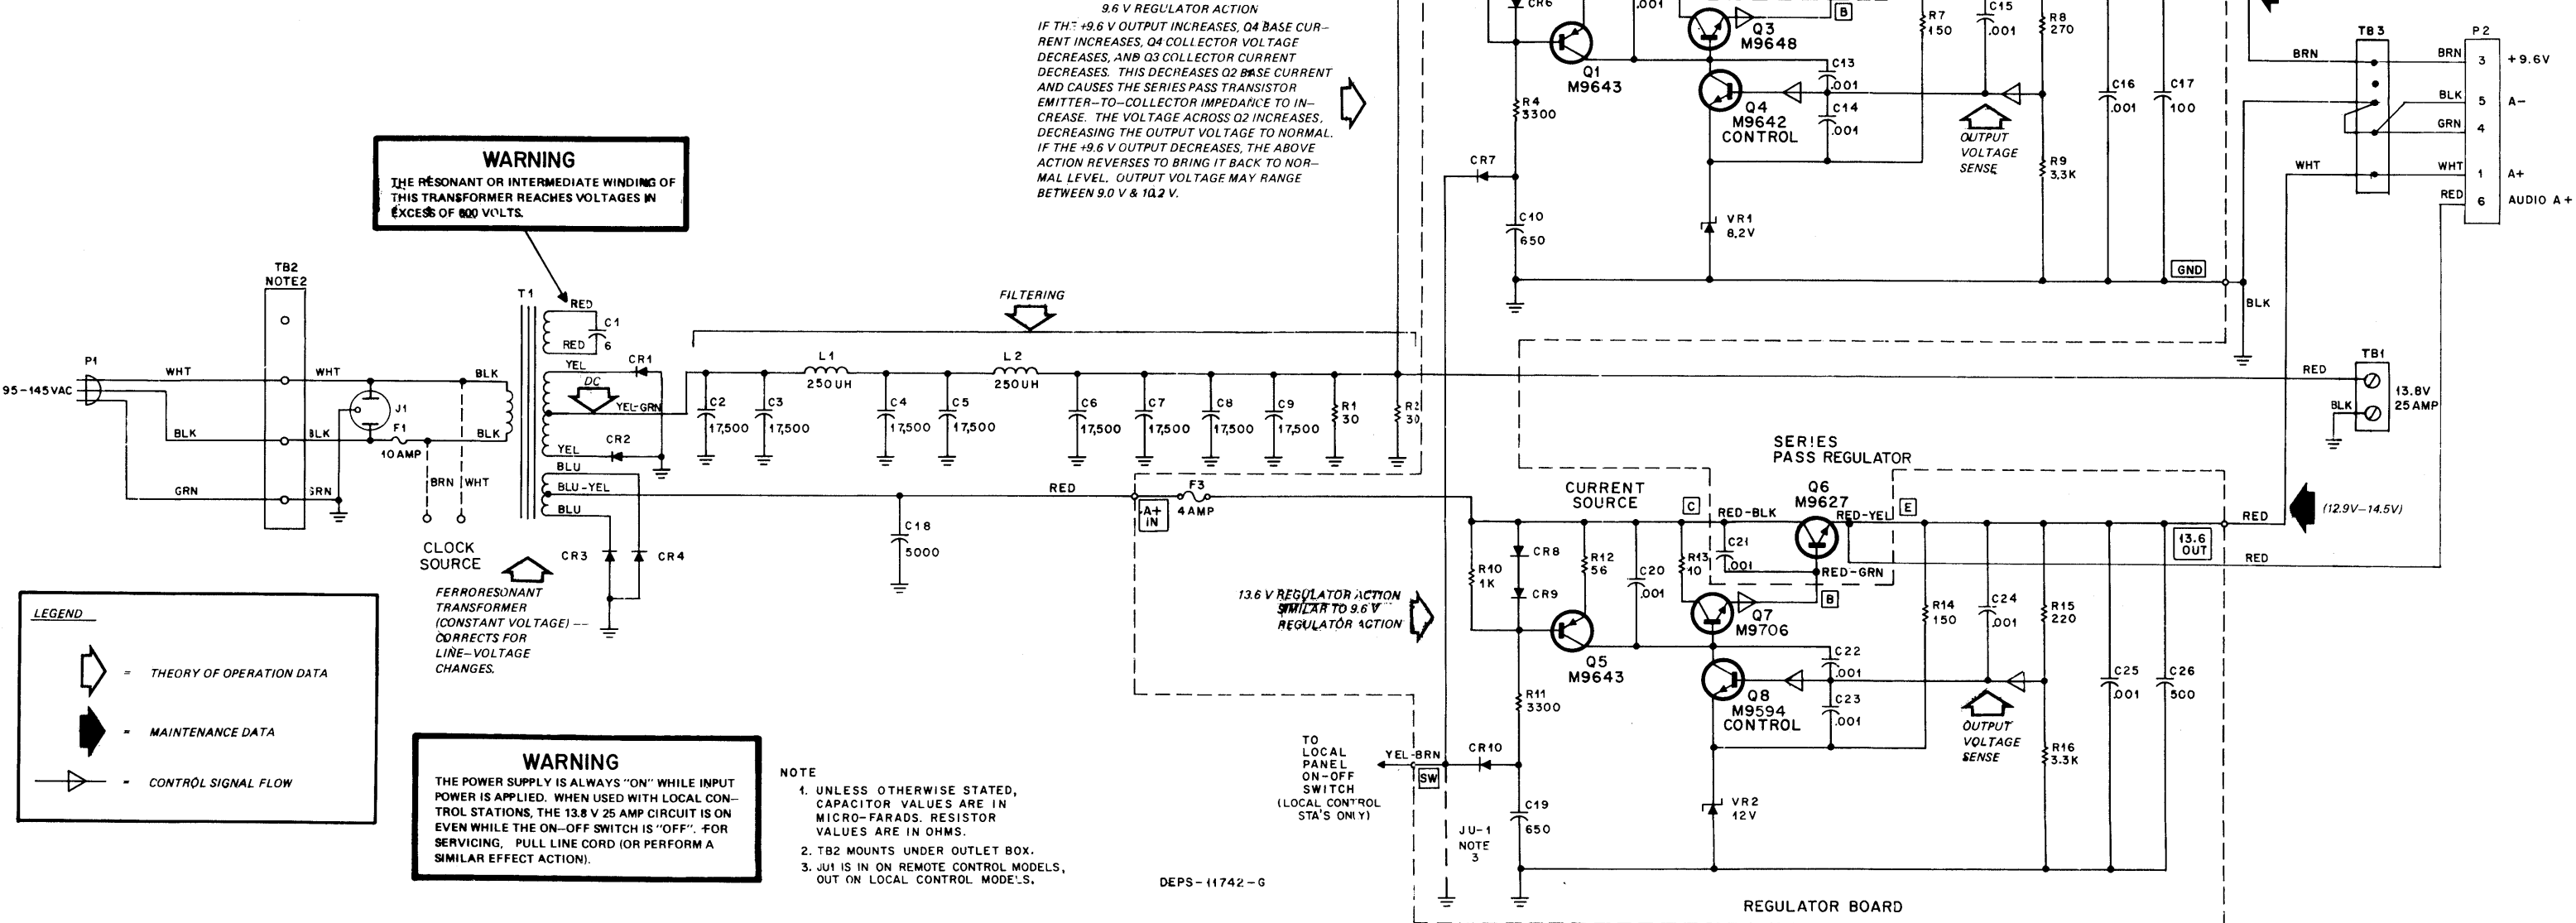 9.6 V REGULATOR ACTION
IF THE +9.6 V OUTPUT INCREASES, Q4 BASE CUR-
RENT INCREASES, Q4 COLLECTOR VOLTAGE
DECREASES, AND Q3 COLLECTOR CURRENT
DECREASES. THIS DECREASES Q2 BASE CURRENT
AND CAUSES THE SERIES PASS TRANSISTOR
EMITTER-TO-COLLECTOR IMPEDANCE TO IN-
CREASE. THE VOLTAGE ACROSS Q2 INCREASES,
DECREASING THE OUTPUT VOLTAGE TO NORMAL.
IF THE +9.6 V OUTPUT DECREASES, THE ABOVE
ACTION REVERSES TO BRING IT BACK TO NOR-
MAL LEVEL. OUTPUT VOLTAGE MAY RANGE
BETWEEN 9.0 V & 10.2 V.
CR6
.001
B
Q3
M9648
Q1
M9643
R7
150
C15
.001
R8
270
C13
.001
R4
3300
Q4
M9642
CONTROL
C14
.001
OUTPUT
VOLTAGE
SENSE
C16
.001
C17
100
R9
3.3K
CR7
C10
650
VR1
8.2V
GND
BLK
TB3
P2
BRN
BRN
3
+9.6V
BLK
5
A-
GRN
4
WHT
WHT
1
A+
RED
6
AUDIO A+
WARNING
THE RESONANT OR INTERMEDIATE WINDING OF
THIS TRANSFORMER REACHES VOLTAGES IN
EXCESS OF 600 VOLTS.
TB2
NOTE2
T1
RED
C1
6
RED
P1
95-145VAC
WHT
WHT
BLK
J1
BLK
BLK
F1
10 AMP
BLK
GRN
GRN
BRN
WHT
CLOCK
SOURCE
YEL
CR1
DC
YEL-GRN
CR2
YEL
BLU
BLU-YEL
BLU
CR3
CR4
FERRORESONANT
TRANSFORMER
(CONSTANT VOLTAGE) --
CORRECTS FOR
LINE-VOLTAGE
CHANGES.
FILTERING
L1
250UH
L2
250UH
C2
17,500
C3
17,500
C4
17,500
C5
17,500
C6
17,500
C7
17,500
C8
17,500
C9
17,500
R1
30
R2
30
RED
TB1
13.8V
25 AMP
BLK
C18
5000
RED
A+
IN
F3
4 AMP
SERIES
PASS REGULATOR
CURRENT
SOURCE
C
RED-BLK
Q6
M9627
RED-YEL
E
RED
(12.9V-14.5V)
13.6
OUT
RED
C21
.001
RED-GRN
B
R10
1K
CR8
CR9
R12
56
C20
.001
R13
10
Q7
M9706
Q5
M9643
R14
150
C24
.001
R15
220
C22
.001
Q8
M9594
CONTROL
C23
.001
OUTPUT
VOLTAGE
SENSE
C25
.001
C26
500
R16
3.3K
13.6 V REGULATOR ACTION
SIMILAR TO 9.6 V
REGULATOR ACTION
R11
3300
TO
LOCAL
PANEL
ON-OFF
SWITCH
(LOCAL CONTROL
STA'S ONLY)
YEL-BRN
SW
CR10
C19
650
VR2
12V
JU-1
NOTE
3
REGULATOR BOARD
LEGEND
= THEORY OF OPERATION DATA
= MAINTENANCE DATA
= CONTROL SIGNAL FLOW
WARNING
THE POWER SUPPLY IS ALWAYS "ON" WHILE INPUT
POWER IS APPLIED. WHEN USED WITH LOCAL CON-
TROL STATIONS, THE 13.8 V 25 AMP CIRCUIT IS ON
EVEN WHILE THE ON-OFF SWITCH IS "OFF". FOR
SERVICING, PULL LINE CORD (OR PERFORM A
SIMILAR EFFECT ACTION).
NOTE
1. UNLESS OTHERWISE STATED,
CAPACITOR VALUES ARE IN
MICRO-FARADS. RESISTOR
VALUES ARE IN OHMS.
2. TB2 MOUNTS UNDER OUTLET BOX.
3. JU1 IS IN ON REMOTE CONTROL MODELS,
OUT ON LOCAL CONTROL MODELS.
DEPS-11742-G